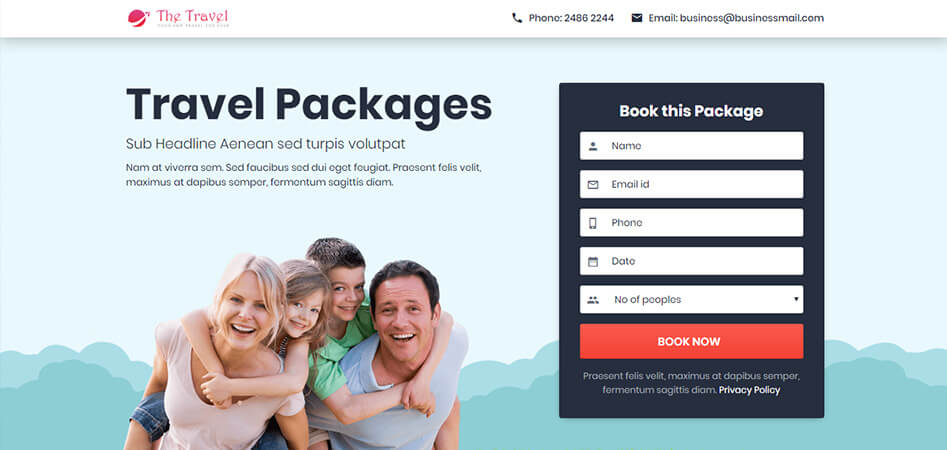 The Travel
Phone: 2486 2244
Email: business@businessmail.com
Travel Packages
Sub Headline Aenean sed turpis volutpat
Nam at viverra sem. Sed faucibus sed dui eget feugiat. Praesent felis velit,
maximus at dapibus semper, fermentum sagittis diam.
Book this Package
Name
Email id
Phone
Date
No of peoples
BOOK NOW
Praesent felis velit, maximus at dapibus semper,
fermentum sagittis diam. Privacy Policy